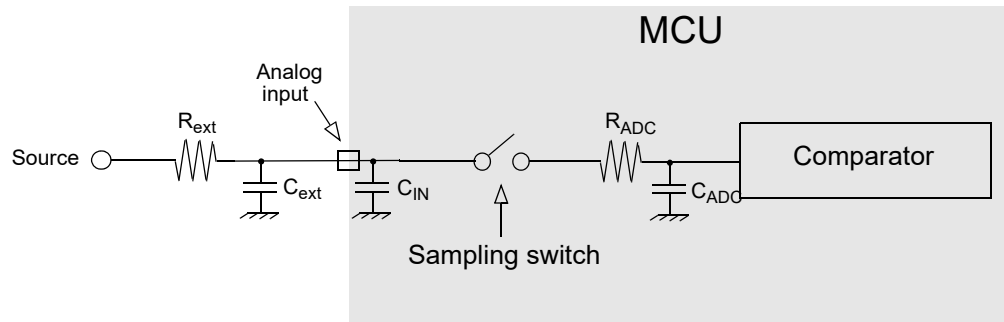 MCU
Analog
input
R_ext
R_ADC
Source
Comparator
C_ext
C_IN
C_ADC
Sampling switch